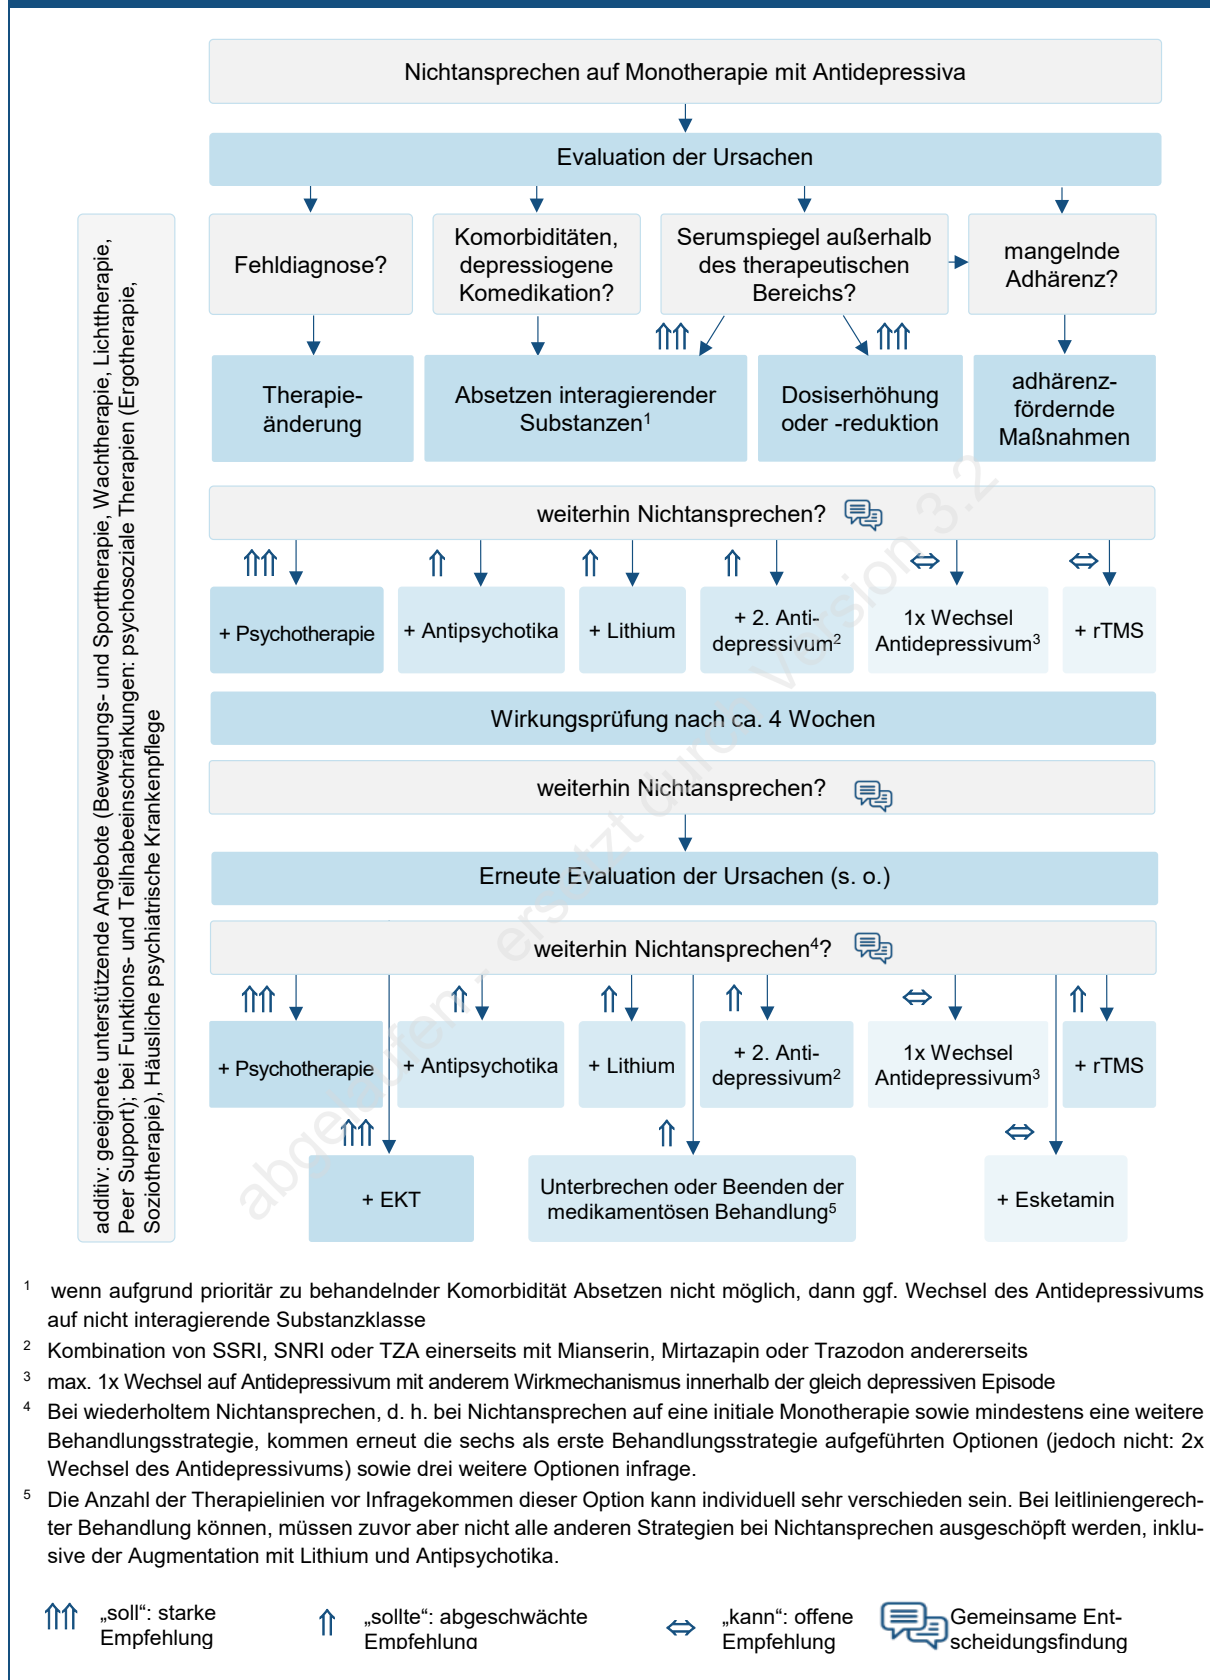 Nichtansprechen auf Monotherapie mit Antidepressiva
Evaluation der Ursachen
Fehldiagnose?
Komorbiditäten,
depressiogene
Komedikation?
Serumspiegel außerhalb
des therapeutischen
Bereichs?
mangelnde
Adhärenz?
⇑⇑
⇑⇑
Therapie-
änderung
Absetzen interagierender
Substanzen¹
Dosiserhöhung
oder -reduktion
adhärenz-
fördernde
Maßnahmen
weiterhin Nichtansprechen?
⇑⇑
⇑
⇑
⇑
⇔
⇔
+ Psychotherapie
+ Antipsychotika
+ Lithium
+ 2. Anti-
depressivum²
1x Wechsel
Antidepressivum³
+ rTMS
Wirkungsprüfung nach ca. 4 Wochen
weiterhin Nichtansprechen?
Erneute Evaluation der Ursachen (s. o.)
weiterhin Nichtansprechen⁴?
⇑⇑
⇑
⇑
⇑
⇔
⇑
+ Psychotherapie
+ Antipsychotika
+ Lithium
+ 2. Anti-
depressivum²
1x Wechsel
Antidepressivum³
+ rTMS
⇑⇑
⇑
⇔
+ EKT
Unterbrechen oder Beenden der
medikamentösen Behandlung⁵
+ Esketamin
additiv: geeignete unterstützende Angebote (Bewegungs- und Sporttherapie, Wachtherapie, Lichttherapie,
Peer Support); bei Funktions- und Teilhabeeinschränkungen: psychosoziale Therapien (Ergotherapie,
Soziotherapie), Häusliche psychiatrische Krankenpflege
abgelaufen - ersetzt durch Version 3.2
¹ wenn aufgrund prioritär zu behandelnder Komorbidität Absetzen nicht möglich, dann ggf. Wechsel des Antidepressivums
auf nicht interagierende Substanzklasse
² Kombination von SSRI, SNRI oder TZA einerseits mit Mianserin, Mirtazapin oder Trazodon andererseits
³ max. 1x Wechsel auf Antidepressivum mit anderem Wirkmechanismus innerhalb der gleich depressiven Episode
⁴ Bei wiederholtem Nichtansprechen, d. h. bei Nichtansprechen auf eine initiale Monotherapie sowie mindestens eine weitere
Behandlungsstrategie, kommen erneut die sechs als erste Behandlungsstrategie aufgeführten Optionen (jedoch nicht: 2x
Wechsel des Antidepressivums) sowie drei weitere Optionen infrage.
⁵ Die Anzahl der Therapielinien vor Infragekommen dieser Option kann individuell sehr verschieden sein. Bei leitliniengerech-
ter Behandlung können, müssen zuvor aber nicht alle anderen Strategien bei Nichtansprechen ausgeschöpft werden, inklu-
sive der Augmentation mit Lithium und Antipsychotika.
⇑⇑ „soll“: starke
Empfehlung
⇑ „sollte“: abgeschwächte
Empfehlung
⇔ „kann“: offene
Empfehlung
Gemeinsame Ent-
scheidungsfindung